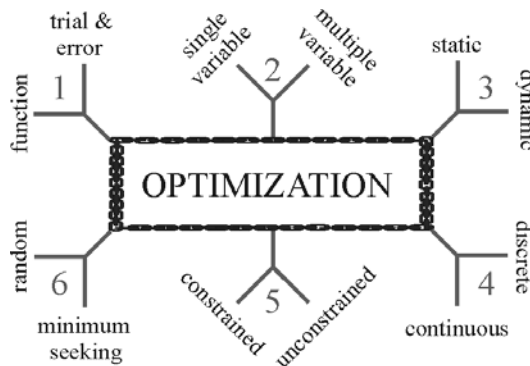 trial &
error
single
variable
multiple
variable
static
1
2
3
function
dynamic
OPTIMIZATION
random
discrete
6
5
4
constrained
unconstrained
minimum
seeking
continuous